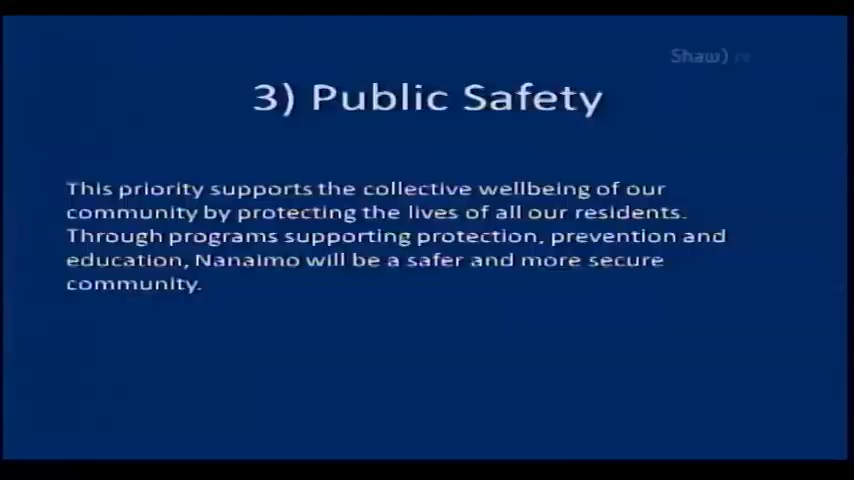 Shaw) TV
3) Public Safety
This priority supports the collective wellbeing of our
community by protecting the lives of all our residents.
Through programs supporting protection, prevention and
education, Nanaimo will be a safer and more secure
community.